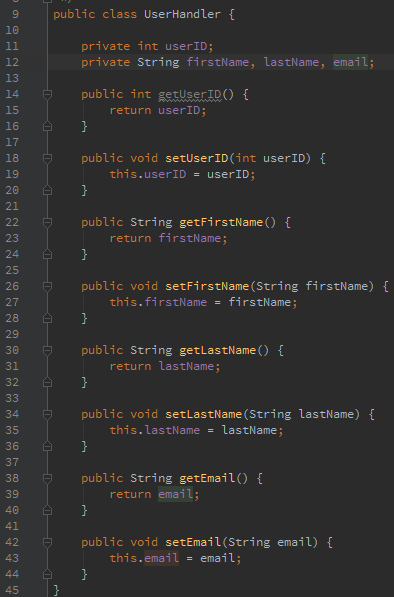 8
9 public class UserHandler {
10
11 private int userID;
12 private String firstName, lastName, email;
13
14 public int getUserID() {
15 return userID;
16 }
17
18 public void setUserID(int userID) {
19 this.userID = userID;
20 }
21
22 public String getFirstName() {
23 return firstName;
24 }
25
26 public void setFirstName(String firstName) {
27 this.firstName = firstName;
28 }
29
30 public String getLastName() {
31 return lastName;
32 }
33
34 public void setLastName(String lastName) {
35 this.lastName = lastName;
36 }
37
38 public String getEmail() {
39 return email;
40 }
41
42 public void setEmail(String email) {
43 this.email = email;
44 }
45 }